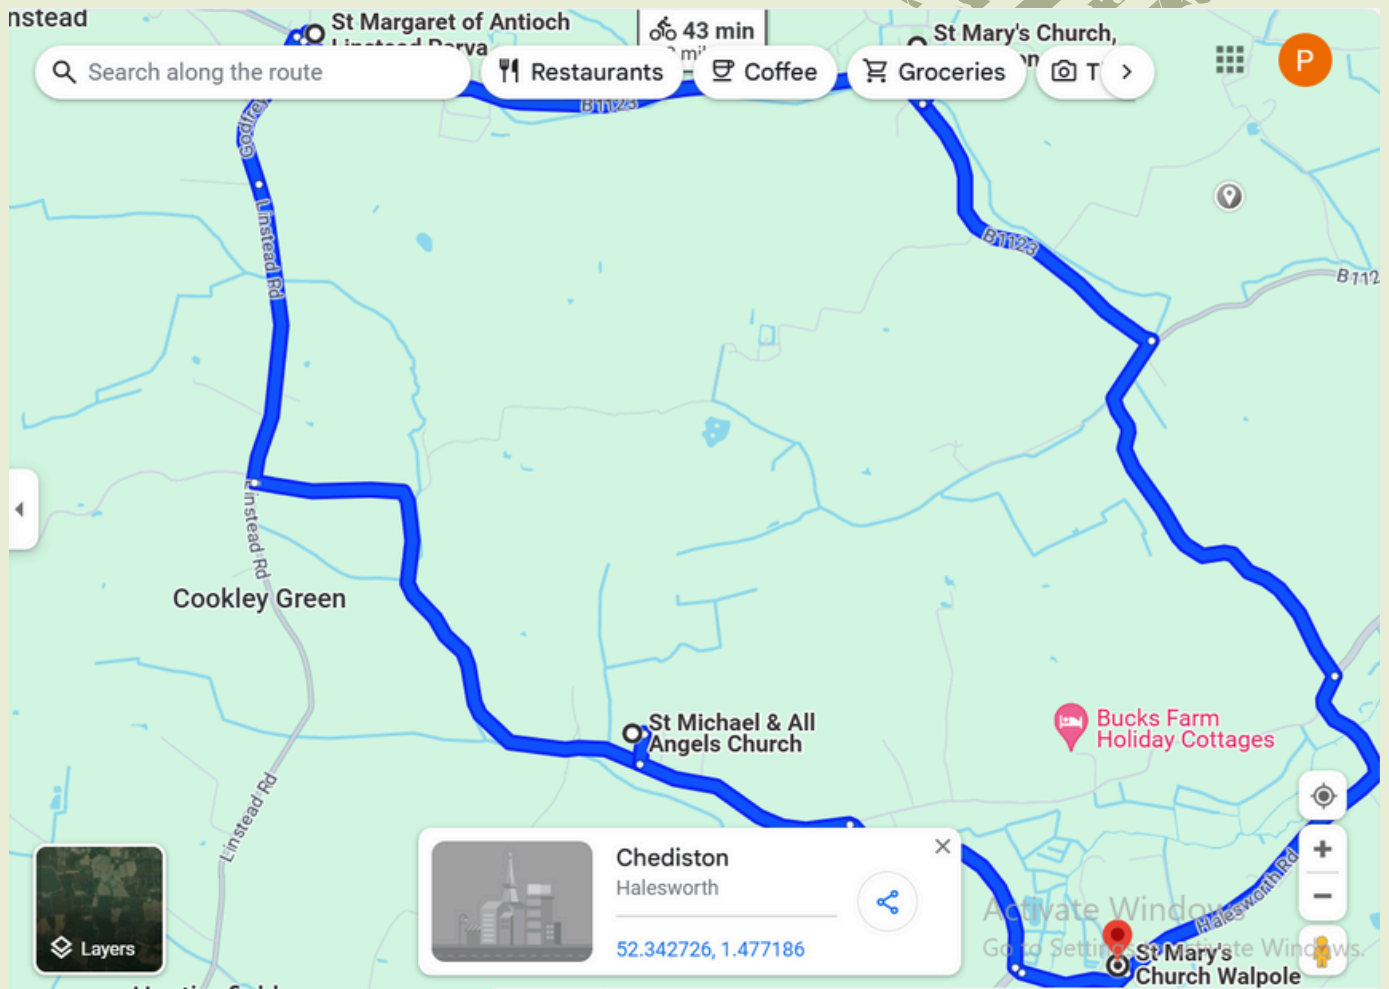 nstead
St Margaret of Antioch
Linstead Parva
43 min
St Mary's Church,
Search along the route
Restaurants
Coffee
Groceries
P
B1123
Godfrey
Linstead Rd
B1123
B112
Linstead Rd
Cookley Green
St Michael & All
Angels Church
Bucks Farm
Holiday Cottages
Linstead Rd
Chediston
Halesworth
52.342726, 1.477186
Layers
Halesworth Rd
Activate Windows
Go to Settings to activate Windows.
St Mary's
Church Walpole